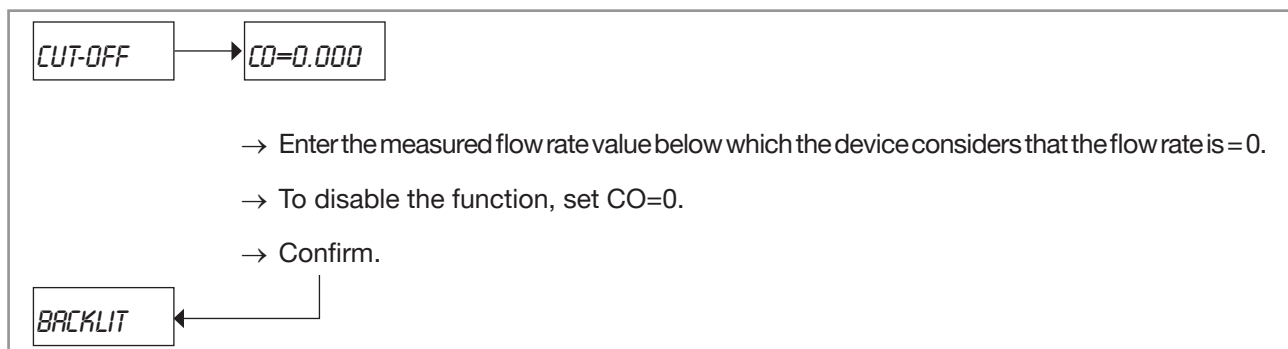 CUT-OFF
CO=0.000
→ Enter the measured flow rate value below which the device considers that the flow rate is = 0.
→ To disable the function, set CO=0.
→ Confirm.
BACKLIT